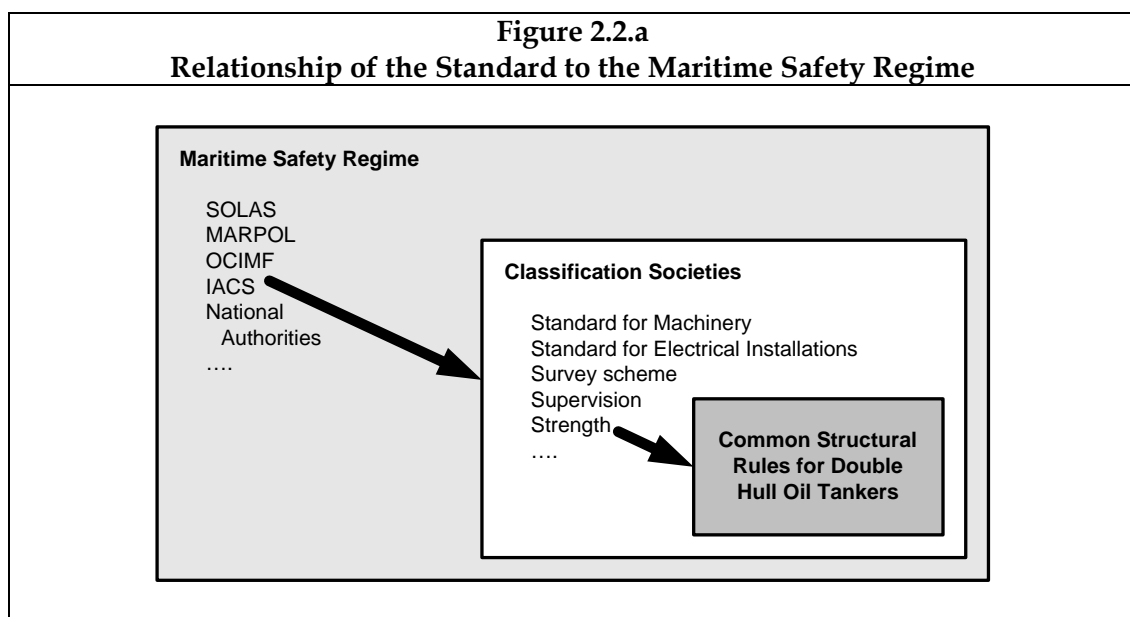 Figure 2.2.a
Relationship of the Standard to the Maritime Safety Regime
Maritime Safety Regime
SOLAS
MARPOL
OCIMF
IACS
National
Authorities
….
Classification Societies
Standard for Machinery
Standard for Electrical Installations
Survey scheme
Supervision
Strength
….
Common Structural
Rules for Double
Hull Oil Tankers